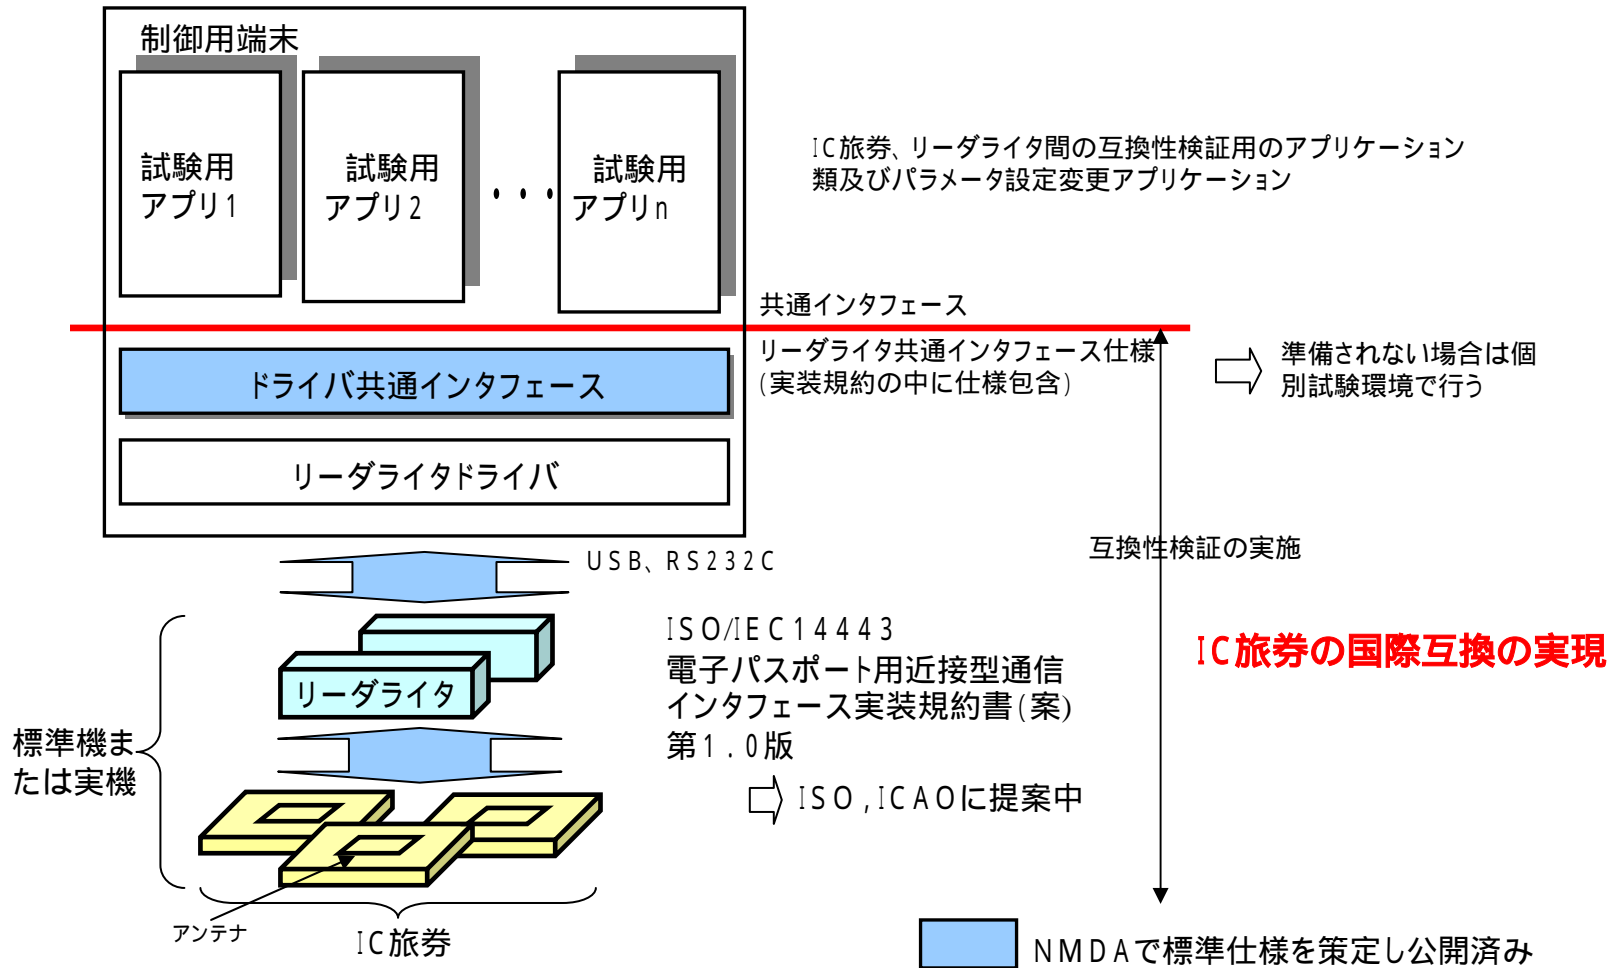 制御用端末
試験用
アプリ1
試験用
アプリ2
・・・
試験用
アプリn
IC旅券、リーダライタ間の互換性検証用のアプリケーション
類及びパラメータ設定変更アプリケーション
共通インタフェース
リーダライタ共通インタフェース仕様
(実装規約の中に仕様包含)
準備されない場合は個
別試験環境で行う
ドライバ共通インタフェース
リーダライタドライバ
USB、RS232C
互換性検証の実施
ISO/IEC14443
電子パスポート用近接型通信
インタフェース実装規約書(案)
第1.0版
ISO,ICAOに提案中
IC旅券の国際互換の実現
リーダライタ
標準機ま
たは実機
アンテナ
IC旅券
NMDAで標準仕様を策定し公開済み